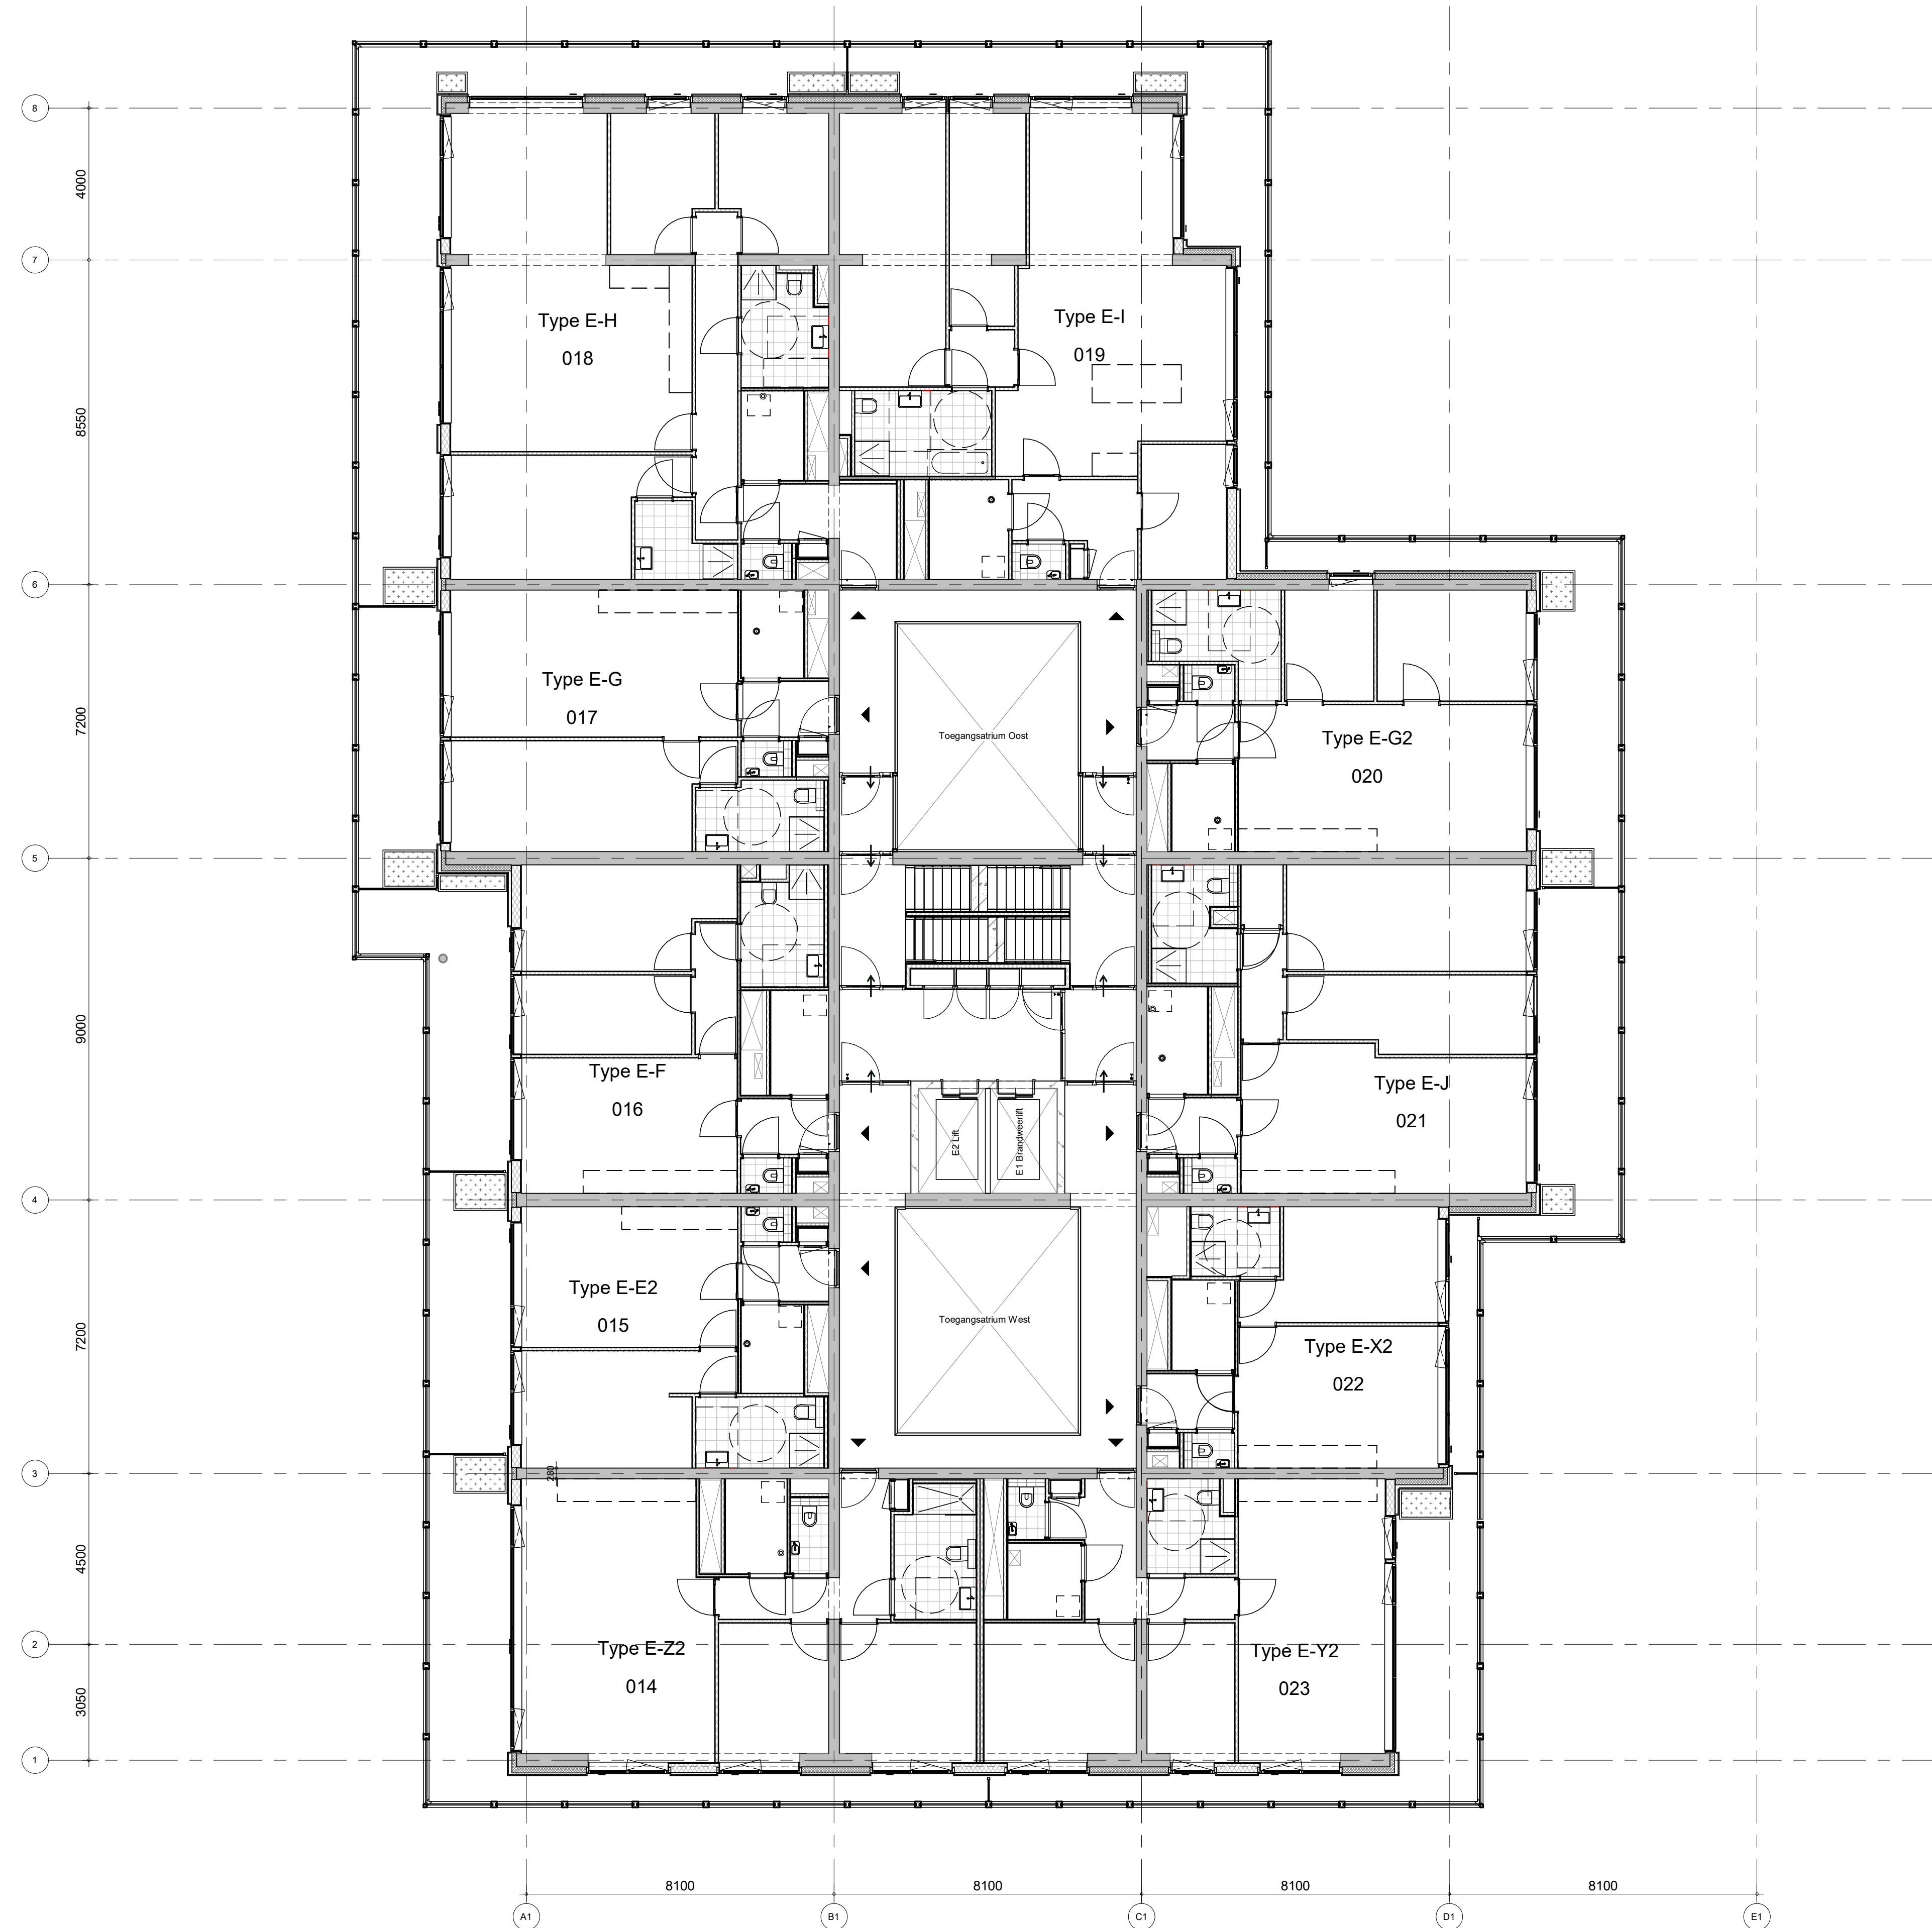 8
4000
7
Type E-H
018
Type E-I
019
8550
6
Type E-G
017
7200
Toegangsatrium Oost
Type E-G2
020
5
9000
Type E-F
016
Type E-J
021
E2 Lift
E1 Brandweerlift
4
Type E-E2
015
7200
Toegangsatrium West
Type E-X2
022
3
280
4500
2
Type E-Z2
014
Type E-Y2
023
3050
1
8100
8100
8100
8100
A1
B1
C1
D1
E1